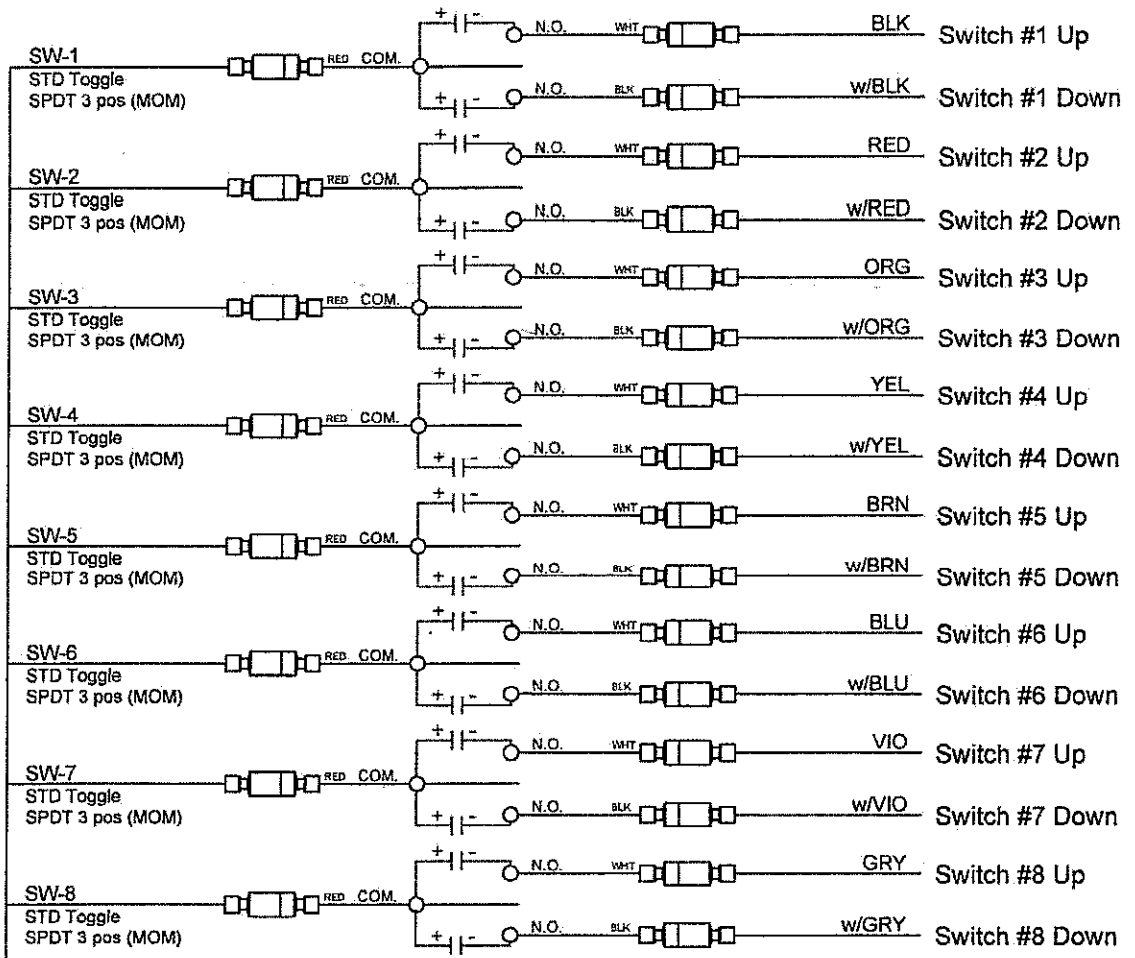 + -
N.O. WHT BLK Switch #1 Up
SW-1 RED COM.
STD Toggle
SPDT 3 pos (MOM)
+ -
N.O. BLK w/BLK Switch #1 Down
+ -
N.O. WHT RED Switch #2 Up
SW-2 RED COM.
STD Toggle
SPDT 3 pos (MOM)
+ -
N.O. BLK w/RED Switch #2 Down
+ -
N.O. WHT ORG Switch #3 Up
SW-3 RED COM.
STD Toggle
SPDT 3 pos (MOM)
+ -
N.O. BLK w/ORG Switch #3 Down
+ -
N.O. WHT YEL Switch #4 Up
SW-4 RED COM.
STD Toggle
SPDT 3 pos (MOM)
+ -
N.O. BLK w/YEL Switch #4 Down
+ -
N.O. WHT BRN Switch #5 Up
SW-5 RED COM.
STD Toggle
SPDT 3 pos (MOM)
+ -
N.O. BLK w/BRN Switch #5 Down
+ -
N.O. WHT BLU Switch #6 Up
SW-6 RED COM.
STD Toggle
SPDT 3 pos (MOM)
+ -
N.O. BLK w/BLU Switch #6 Down
+ -
N.O. WHT VIO Switch #7 Up
SW-7 RED COM.
STD Toggle
SPDT 3 pos (MOM)
+ -
N.O. BLK w/VIO Switch #7 Down
+ -
N.O. WHT GRY Switch #8 Up
SW-8 RED COM.
STD Toggle
SPDT 3 pos (MOM)
+ -
N.O. BLK w/GRY Switch #8 Down